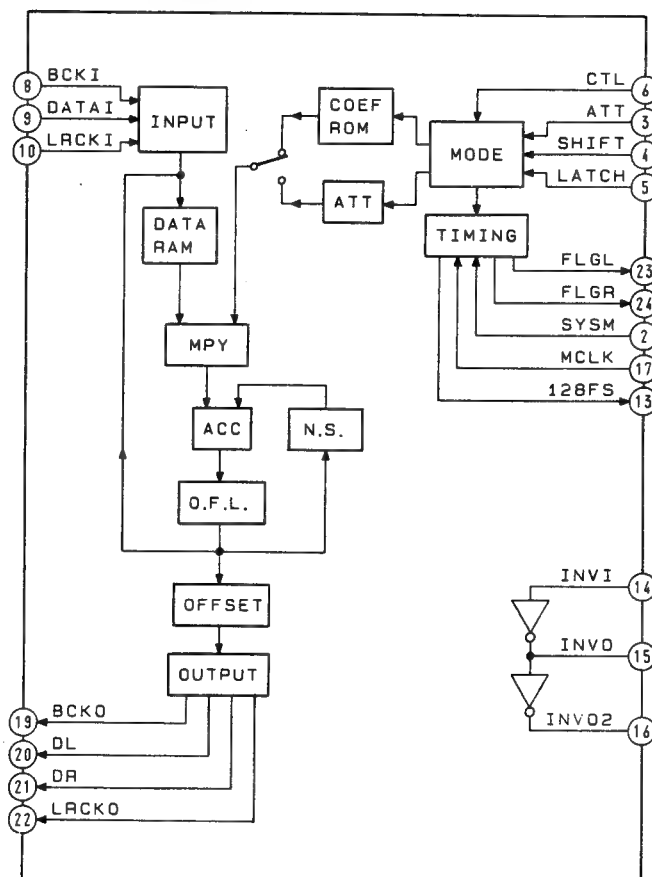 8 BCKI
9 DATAI
10 LRCKI
INPUT
COEF
ROM
ATT
MODE
CTL 6
ATT 3
SHIFT 4
LATCH 5
DATA
RAM
TIMING
FLGL 23
FLGR 24
SYSM 2
MCLK 17
128FS 13
MPY
ACC
N.S.
O.F.L.
OFFSET
OUTPUT
INVI 14
INVO 15
INVO2 16
19 BCKO
20 DL
21 DR
22 LRCKO